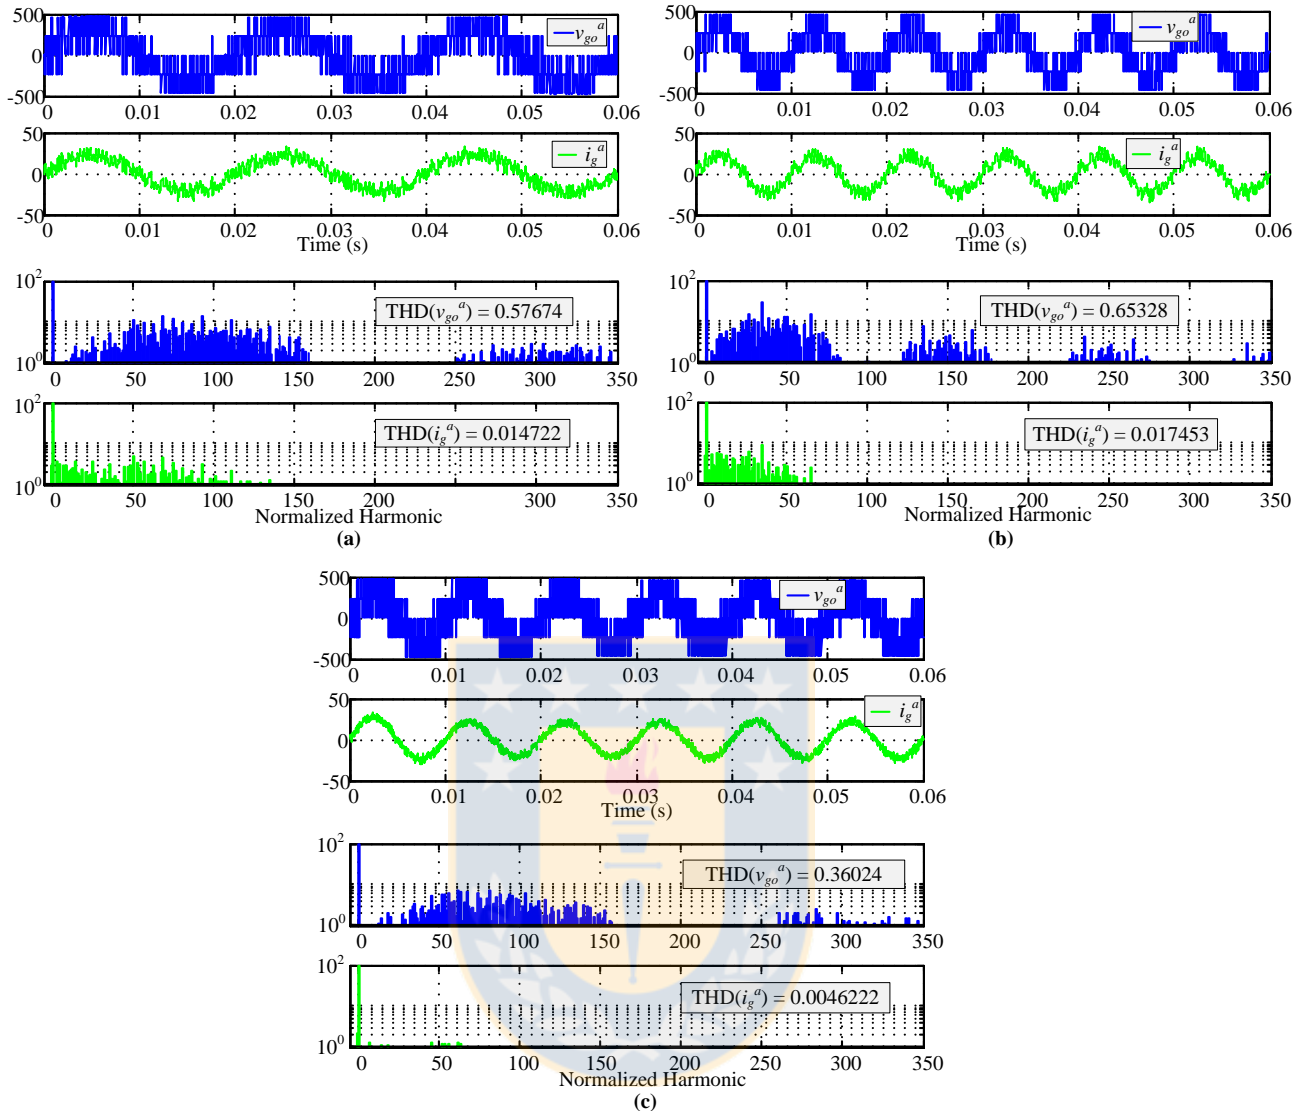 500
0
-500
v_go^a
0 0.01 0.02 0.03 0.04 0.05 0.06
50
0
-50
i_g^a
0 0.01 0.02 0.03 0.04 0.05 0.06
Time (s)
10^2
10^0
THD(v_go^a) = 0.57674
0 50 100 150 200 250 300 350
10^2
10^0
THD(i_g^a) = 0.014722
0 50 100 150 200 250 300 350
Normalized Harmonic
(a)
500
0
-500
v_go^a
0 0.01 0.02 0.03 0.04 0.05 0.06
50
0
-50
i_g^a
0 0.01 0.02 0.03 0.04 0.05 0.06
Time (s)
10^2
10^0
THD(v_go^a) = 0.65328
0 50 100 150 200 250 300 350
10^2
10^0
THD(i_g^a) = 0.017453
0 50 100 150 200 250 300 350
Normalized Harmonic
(b)
500
0
-500
v_go^a
0 0.01 0.02 0.03 0.04 0.05 0.06
50
0
-50
i_g^a
0 0.01 0.02 0.03 0.04 0.05 0.06
Time (s)
10^2
10^0
THD(v_go^a) = 0.36024
0 50 100 150 200 250 300 350
10^2
10^0
THD(i_g^a) = 0.0046222
0 50 100 150 200 250 300 350
Normalized Harmonic
(c)